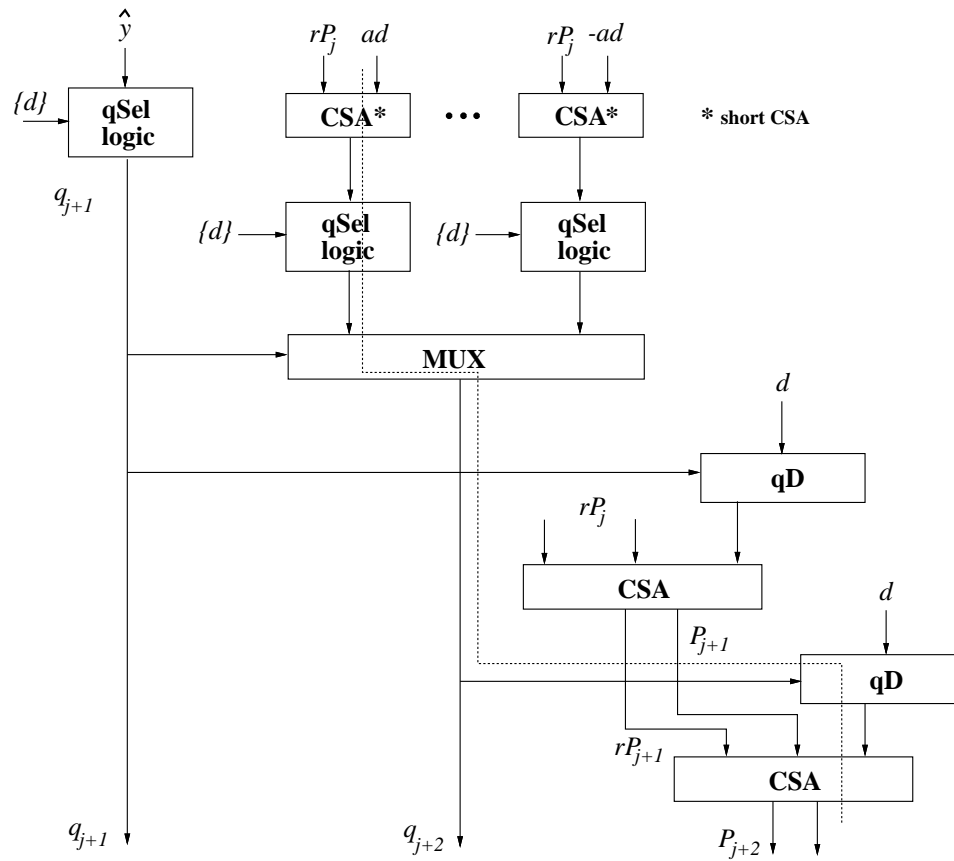 ŷ
rP_j ad
rP_j -ad
{d}
qSel
logic
CSA*
• • •
CSA*
* short CSA
q_{j+1}
{d}
qSel
logic
{d}
qSel
logic
MUX
d
qD
rP_j
CSA
d
P_{j+1}
qD
rP_{j+1}
CSA
q_{j+1}
q_{j+2}
P_{j+2}